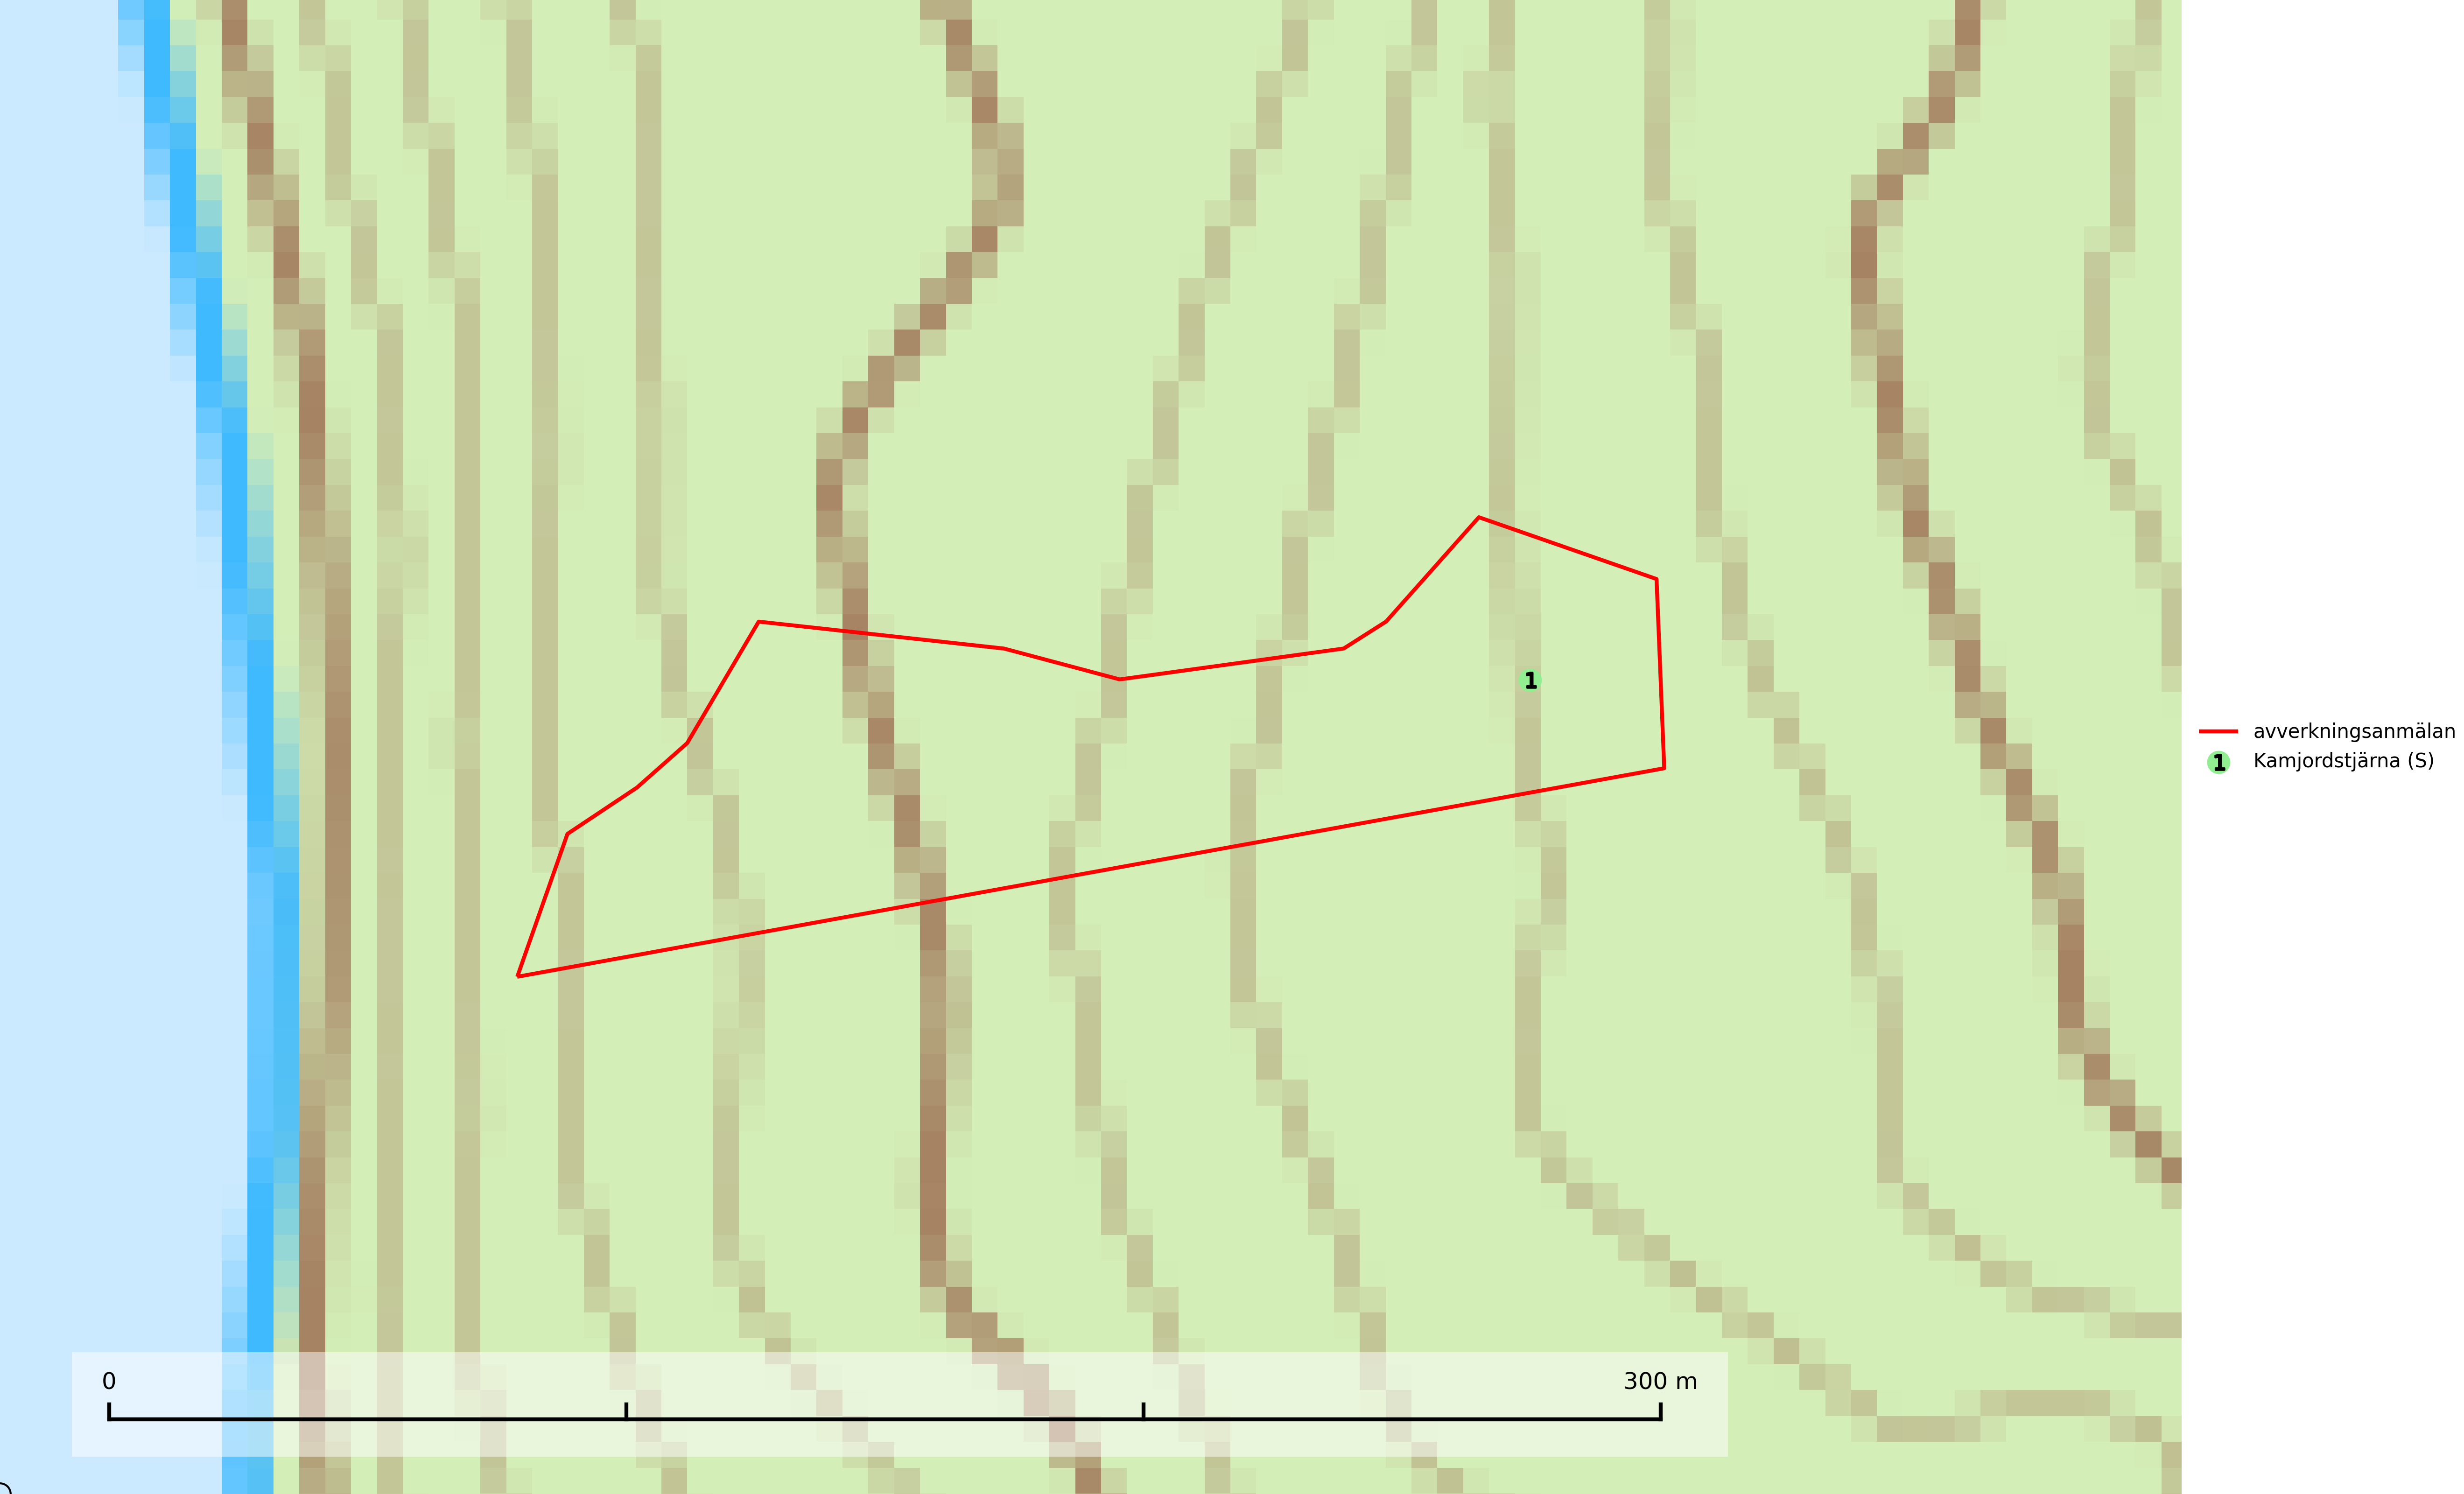 1
avverkningsanmälan
1 Kamjordstjärna (S)
0 300 m